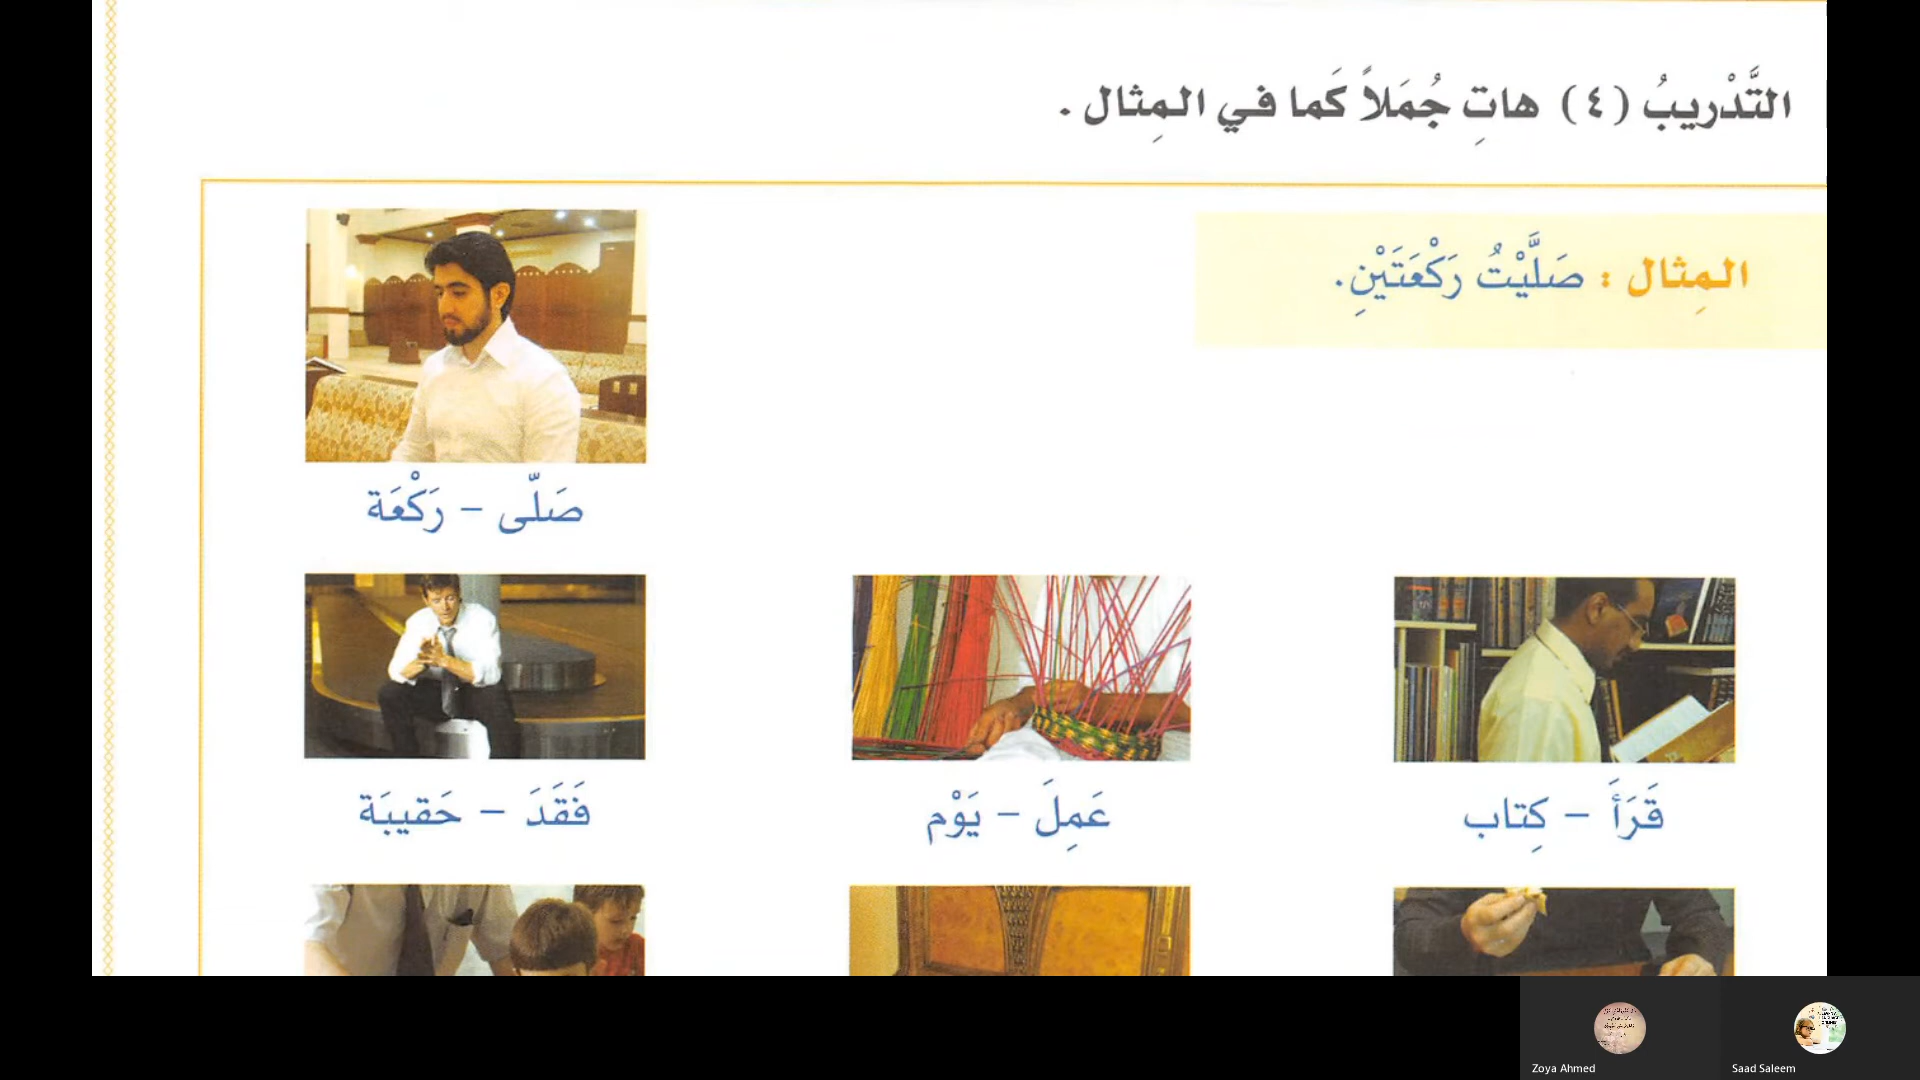 التَّدْرِيبُ (٤) هاتِ جُمَلاً كَما في المِثال .
المِثال : صَلَّيْتُ رَكْعَتَيْنِ.
صَلّى – رَكْعَة
قَرَأَ – كِتاب
عَمِلَ – يَوْم
فَقَدَ – حَقيبَة
Zoya Ahmed
Saad Saleem